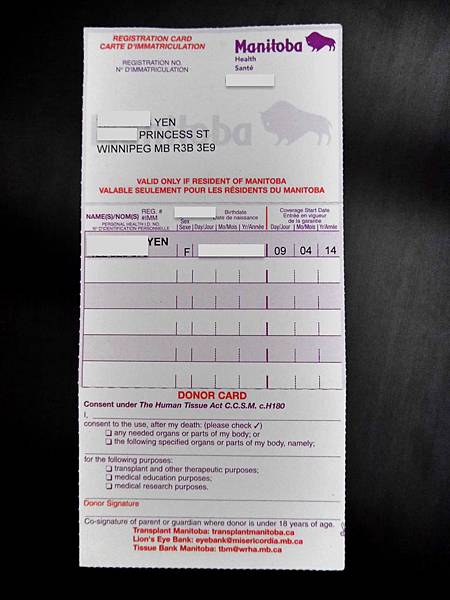 REGISTRATION CARD
CARTE D'IMMATRICULATION
REGISTRATION NO.
N° D'IMMATRICULATION
Manitoba
Health
Santé
YEN
PRINCESS ST
WINNIPEG MB R3B 3E9
VALID ONLY IF RESIDENT OF MANITOBA
VALABLE SEULEMENT POUR LES RÉSIDENTS DU MANITOBA
NAME(S)/NOM(S) REG. # #IMM
PERSONAL HEALTH I.D. NO.
N° D'IDENTIFICATION PERSONNELLE
Sex Sexe
Birthdate
Date de naissance
Day/Jour Mo/Mois Yr/Année
Coverage Start Date
Entrée en vigueur
de la garantie
Day/Jour Mo/Mois Yr/Année
YEN F 09 04 14
DONOR CARD
Consent under The Human Tissue Act C.C.S.M. c.H180
I,
consent to the use, after my death: (please check ✓)
❏ any needed organs or parts of my body; or
❏ the following specified organs or parts of my body, namely;
for the following purposes:
❏ transplant and other therapeutic purposes;
❏ medical education purposes;
❏ medical research purposes.
Donor Signature
Co-signature of parent or guardian where donor is under 18 years of age.
Transplant Manitoba: transplantmanitoba.ca
Lion's Eye Bank: eyebank@misericordia.mb.ca
Tissue Bank Manitoba: tbm@wrha.mb.ca